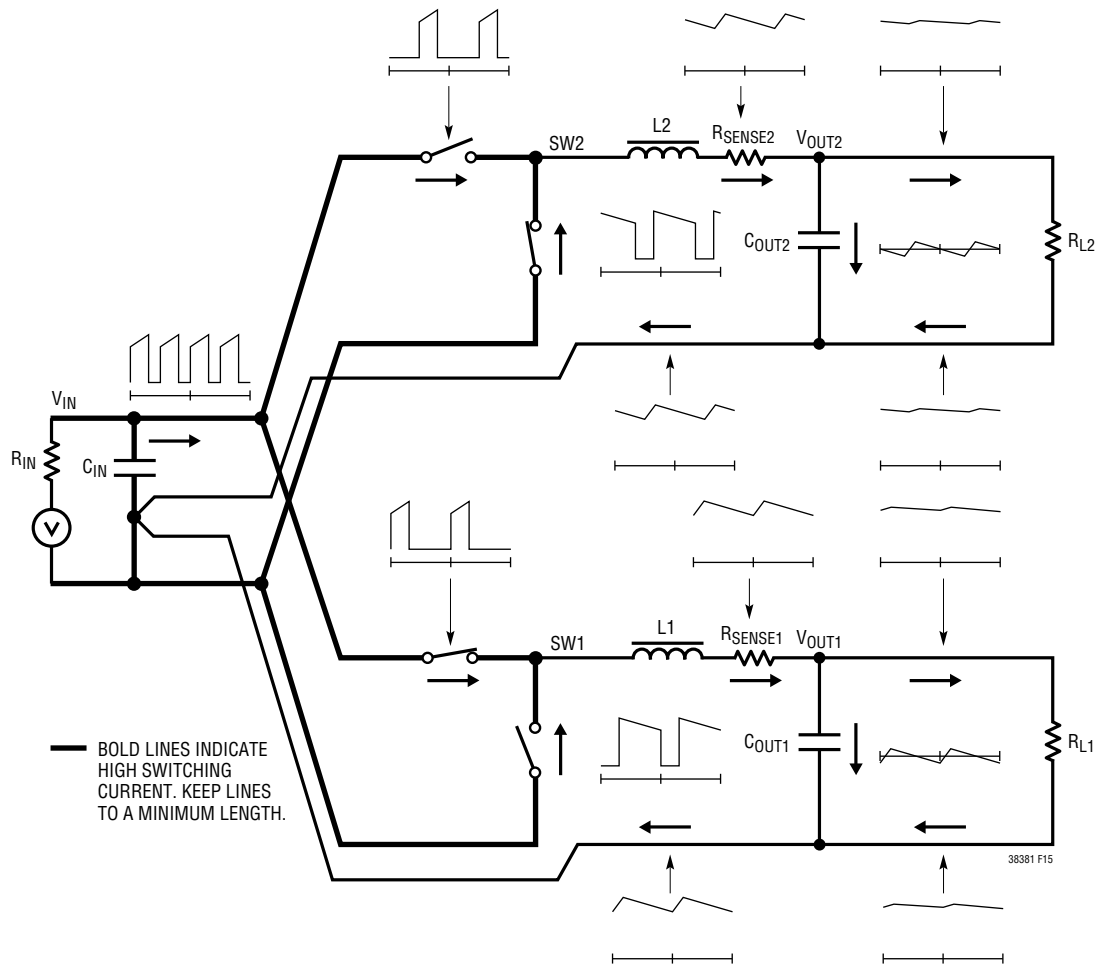 L2
RSENSE2
VOUT2
SW2
COUT2
RL2
VIN
RIN
CIN
V
L1
RSENSE1
VOUT1
SW1
COUT1
RL1
BOLD LINES INDICATE
HIGH SWITCHING
CURRENT. KEEP LINES
TO A MINIMUM LENGTH.
38381 F15